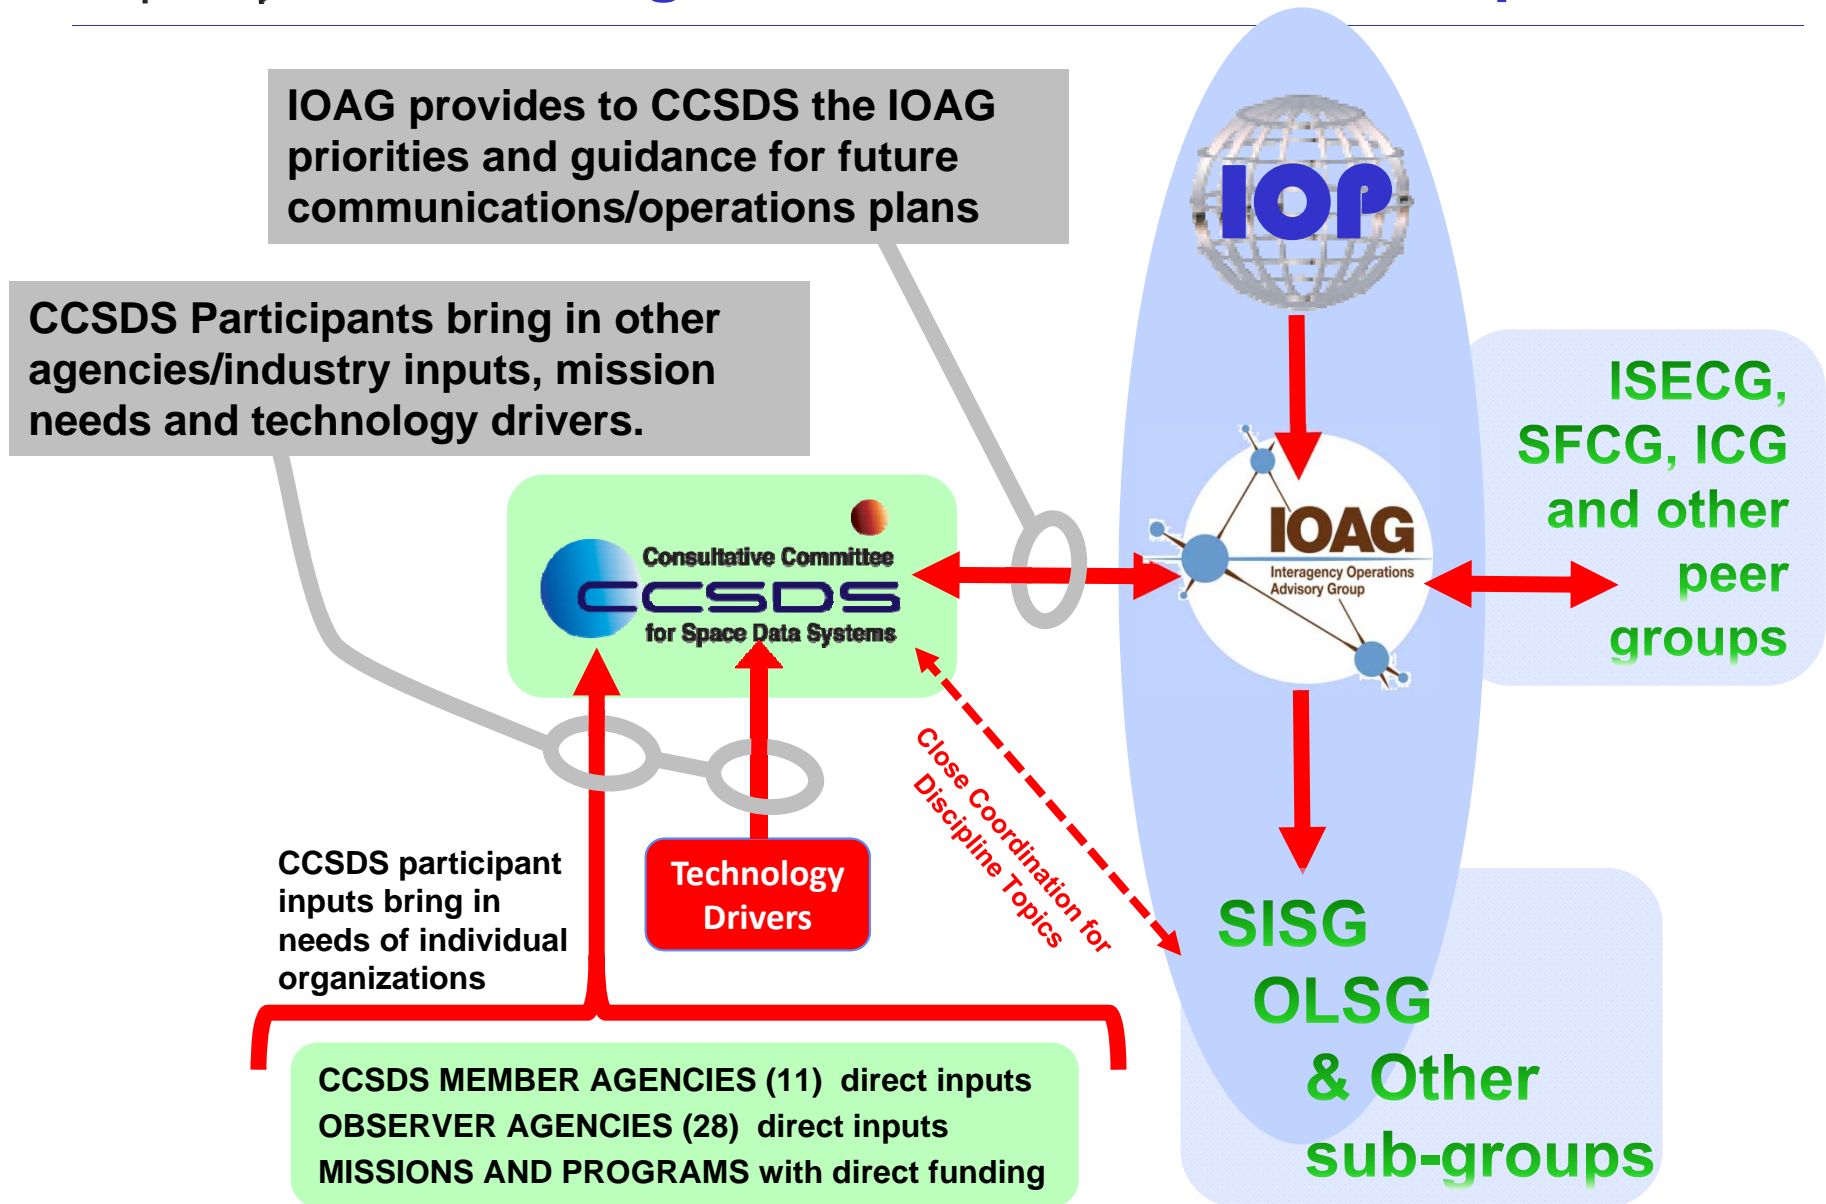 IOAG provides to CCSDS the IOAG
priorities and guidance for future
communications/operations plans
IOP
CCSDS Participants bring in other
agencies/industry inputs, mission
needs and technology drivers.
ISECG,
SFCG, ICG
and other
peer
groups
Consultative Committee
CCSDS
for Space Data Systems
IOAG
Interagency Operations
Advisory Group
Close Coordination for
Discipline Topics
CCSDS participant
inputs bring in
needs of individual
organizations
Technology
Drivers
SISG
OLSG
& Other
sub-groups
CCSDS MEMBER AGENCIES (11) direct inputs
OBSERVER AGENCIES (28) direct inputs
MISSIONS AND PROGRAMS with direct funding